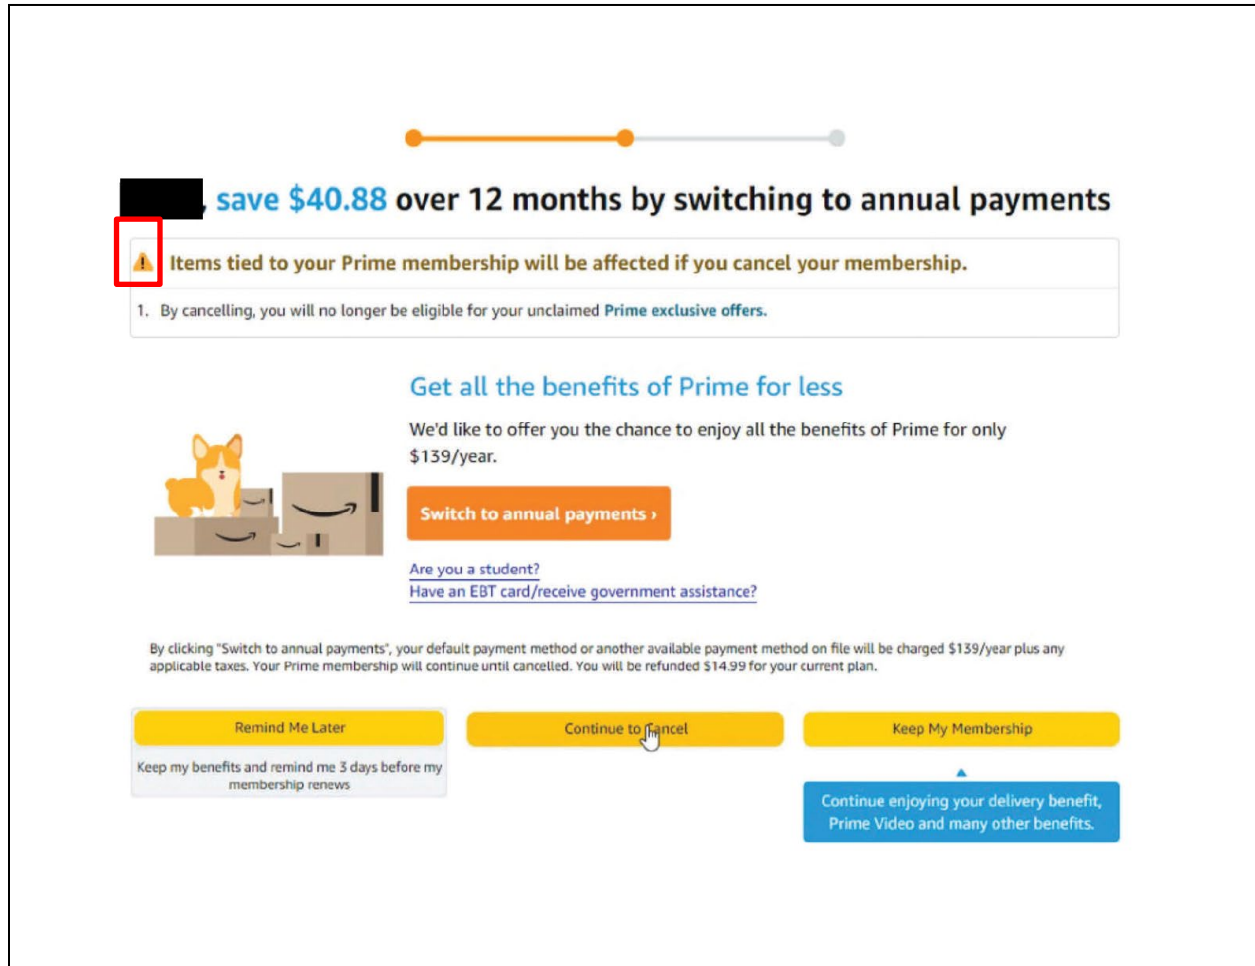 , save $40.88 over 12 months by switching to annual payments
Items tied to your Prime membership will be affected if you cancel your membership.
1. By cancelling, you will no longer be eligible for your unclaimed Prime exclusive offers.
Get all the benefits of Prime for less
We'd like to offer you the chance to enjoy all the benefits of Prime for only
$139/year.
Switch to annual payments ›
Are you a student?
Have an EBT card/receive government assistance?
By clicking "Switch to annual payments", your default payment method or another available payment method on file will be charged $139/year plus any
applicable taxes. Your Prime membership will continue until cancelled. You will be refunded $14.99 for your current plan.
Remind Me Later
Continue to Cancel
Keep My Membership
Keep my benefits and remind me 3 days before my
membership renews
Continue enjoying your delivery benefit,
Prime Video and many other benefits.